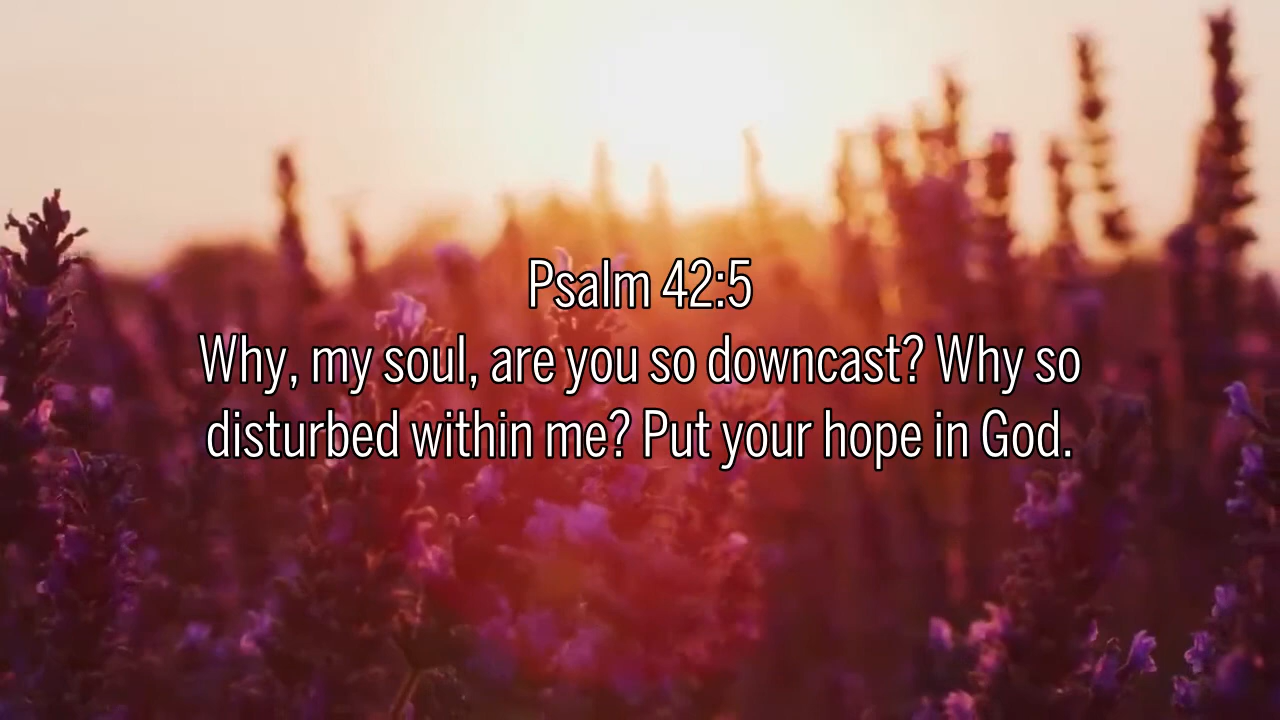 Psalm 42:5
Why, my soul, are you so downcast? Why so
disturbed within me? Put your hope in God.